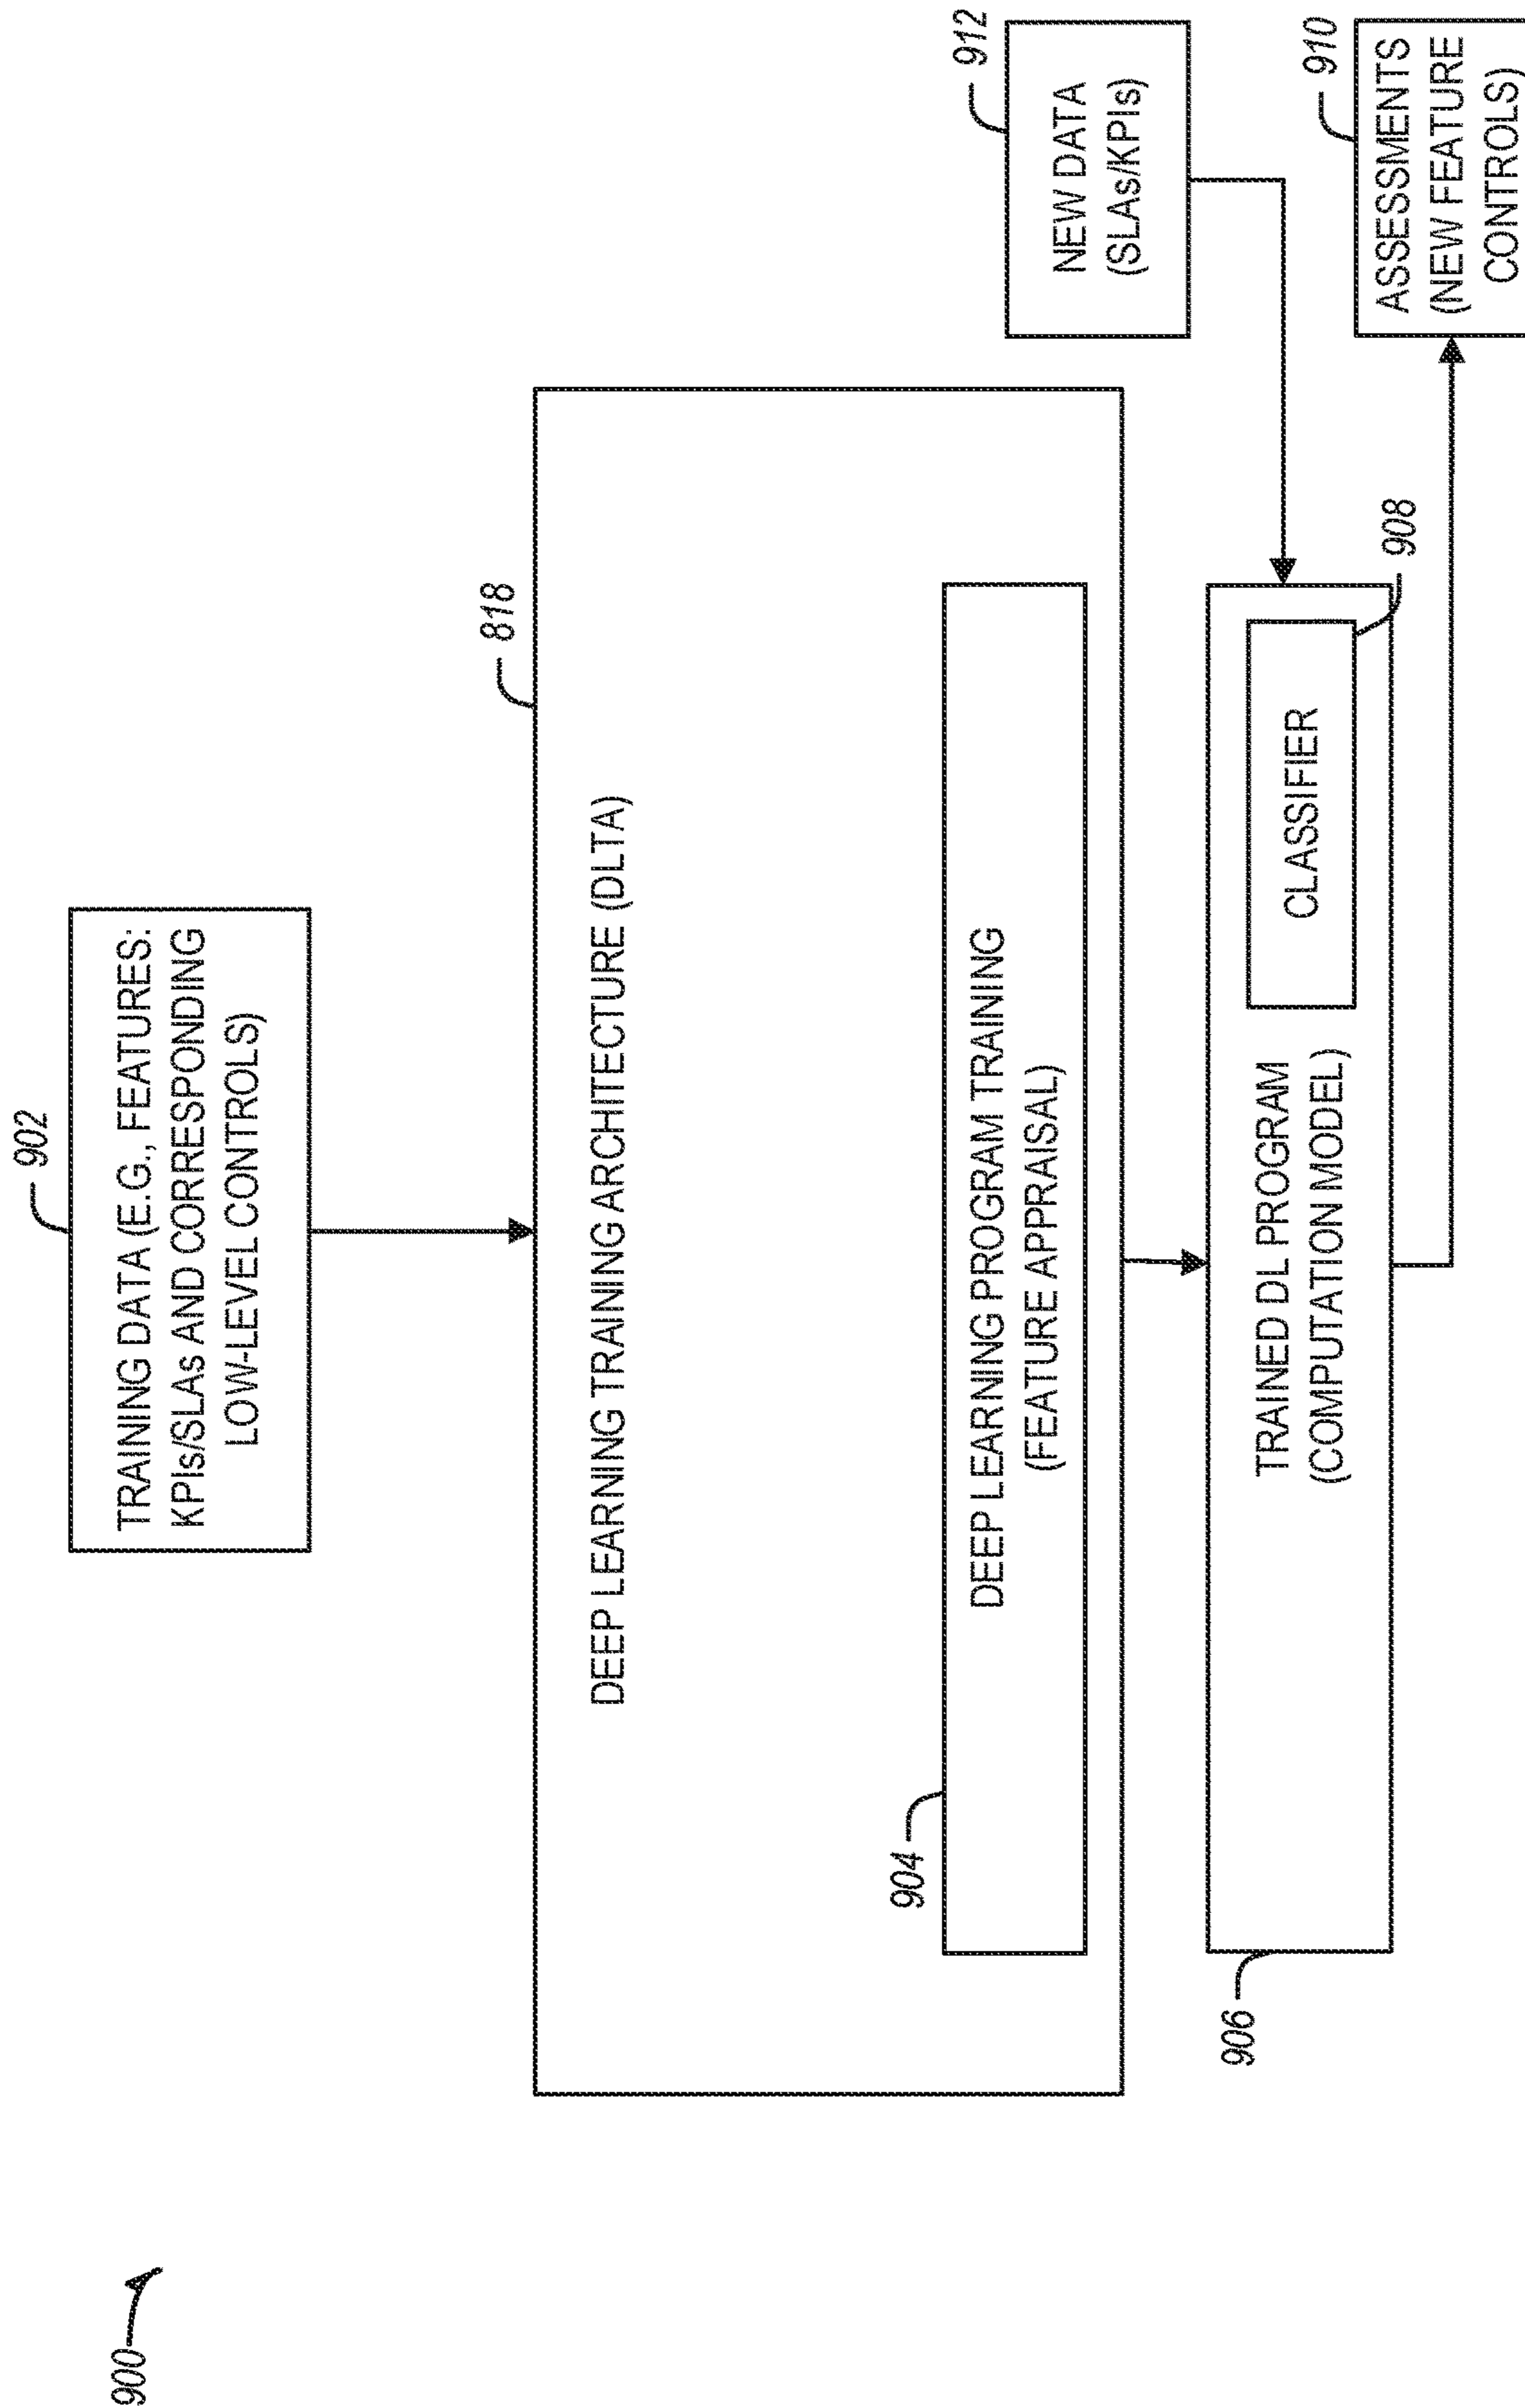 900
902
TRAINING DATA (E.G., FEATURES:
KPIs/SLAs AND CORRESPONDING
LOW-LEVEL CONTROLS)
818
DEEP LEARNING TRAINING ARCHITECTURE (DLTA)
904
DEEP LEARNING PROGRAM TRAINING
(FEATURE APPRAISAL)
912
NEW DATA
(SLAs/KPIs)
906
TRAINED DL PROGRAM
(COMPUTATION MODEL)
CLASSIFIER
908
910
ASSESSMENTS
(NEW FEATURE
CONTROLS)